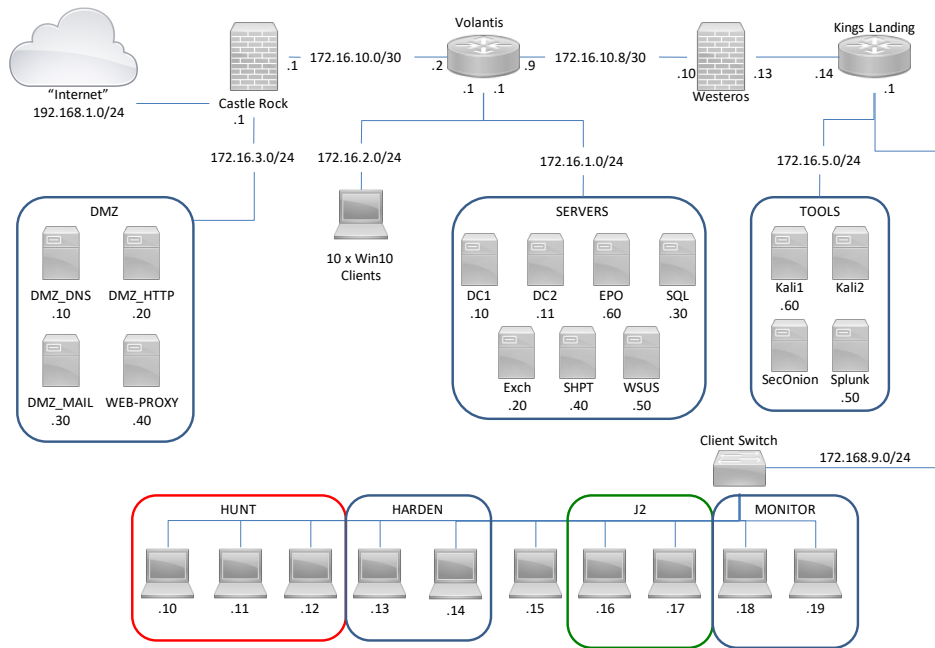 Volantis
Kings Landing
.1
172.16.10.0/30
.2
.9
172.16.10.8/30
.10
.13
.14
"Internet"
192.168.1.0/24
Castle Rock
.1
.1
.1
Westeros
.1
172.16.3.0/24
172.16.2.0/24
172.16.1.0/24
172.16.5.0/24
DMZ
DMZ_DNS
.10
DMZ_HTTP
.20
DMZ_MAIL
.30
WEB-PROXY
.40
10 x Win10
Clients
SERVERS
DC1
.10
DC2
.11
EPO
.60
SQL
.30
Exch
.20
SHPT
.40
WSUS
.50
TOOLS
Kali1
.60
Kali2
SecOnion
Splunk
.50
Client Switch
172.168.9.0/24
HUNT
HARDEN
J2
MONITOR
.10
.11
.12
.13
.14
.15
.16
.17
.18
.19